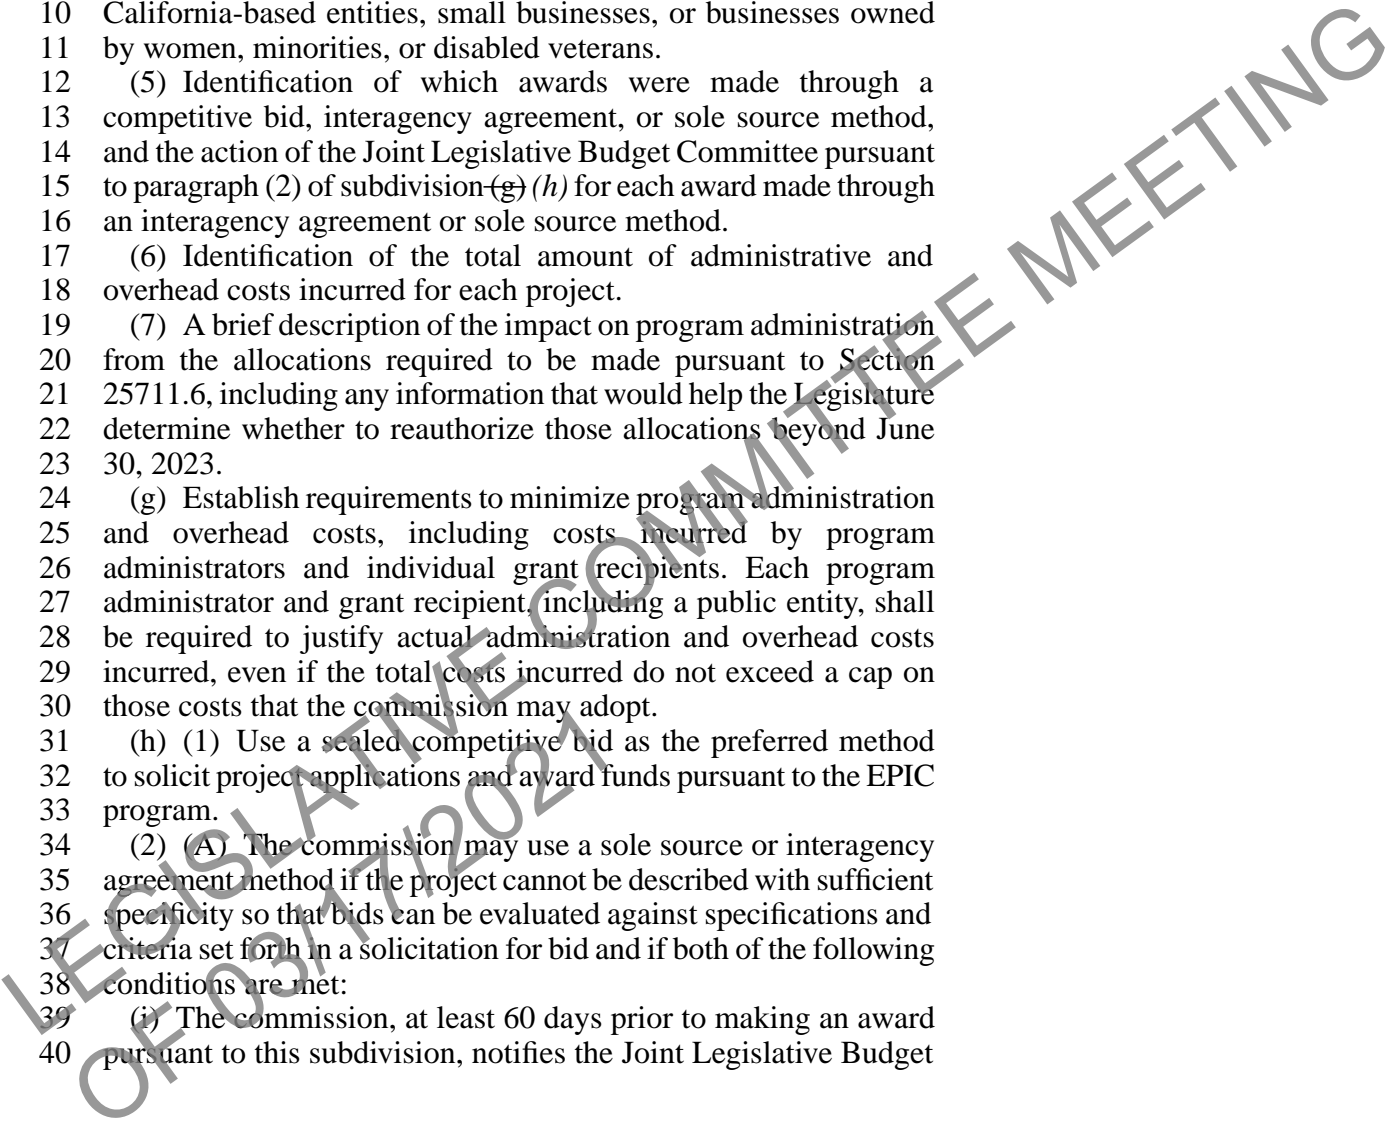 10 California-based entities, small businesses, or businesses owned
11 by women, minorities, or disabled veterans.
12 (5) Identification of which awards were made through a
13 competitive bid, interagency agreement, or sole source method,
14 and the action of the Joint Legislative Budget Committee pursuant
15 to paragraph (2) of subdivision (g) (h) for each award made through
16 an interagency agreement or sole source method.
17 (6) Identification of the total amount of administrative and
18 overhead costs incurred for each project.
19 (7) A brief description of the impact on program administration
20 from the allocations required to be made pursuant to Section
21 25711.6, including any information that would help the Legislature
22 determine whether to reauthorize those allocations beyond June
23 30, 2023.
24 (g) Establish requirements to minimize program administration
25 and overhead costs, including costs incurred by program
26 administrators and individual grant recipients. Each program
27 administrator and grant recipient, including a public entity, shall
28 be required to justify actual administration and overhead costs
29 incurred, even if the total costs incurred do not exceed a cap on
30 those costs that the commission may adopt.
31 (h) (1) Use a sealed competitive bid as the preferred method
32 to solicit project applications and award funds pursuant to the EPIC
33 program.
34 (2) (A) The commission may use a sole source or interagency
35 agreement method if the project cannot be described with sufficient
36 specificity so that bids can be evaluated against specifications and
37 criteria set forth in a solicitation for bid and if both of the following
38 conditions are met:
39 (i) The commission, at least 60 days prior to making an award
40 pursuant to this subdivision, notifies the Joint Legislative Budget
LEGISLATIVE COMMITTEE MEETING
OF 03/17/2021